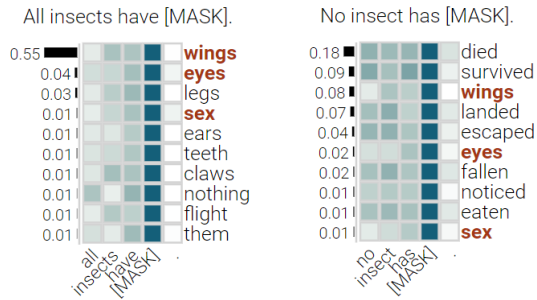 All insects have [MASK].
0.55 wings
0.04 eyes
0.03 legs
0.01 sex
0.01 ears
0.01 teeth
0.01 claws
0.01 nothing
0.01 flight
0.01 them
all insects have [MASK] .
No insect has [MASK].
0.18 died
0.09 survived
0.08 wings
0.07 landed
0.04 escaped
0.02 eyes
0.02 fallen
0.01 noticed
0.01 eaten
0.01 sex
no insect has [MASK] .